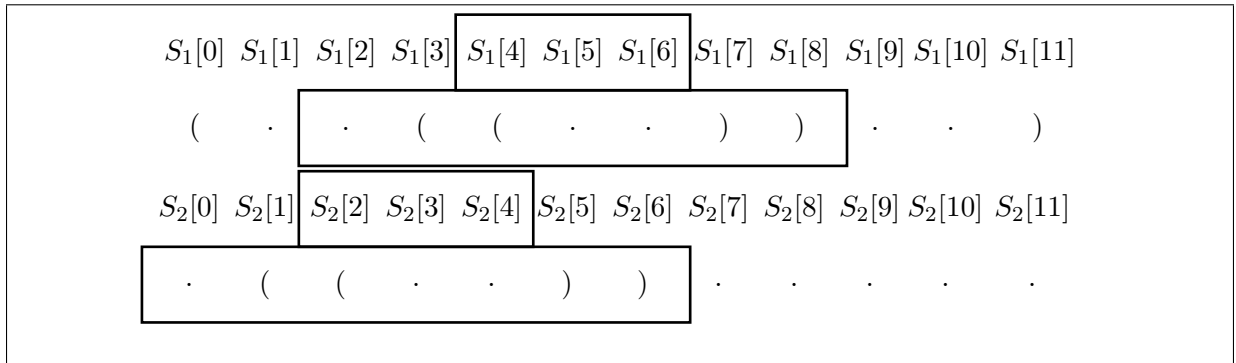 S₁[0] S₁[1] S₁[2] S₁[3] S₁[4] S₁[5] S₁[6] S₁[7] S₁[8] S₁[9] S₁[10] S₁[11]
( · · ( ( · · ) ) · · )
S₂[0] S₂[1] S₂[2] S₂[3] S₂[4] S₂[5] S₂[6] S₂[7] S₂[8] S₂[9] S₂[10] S₂[11]
· ( ( · · ) ) · · · · ·